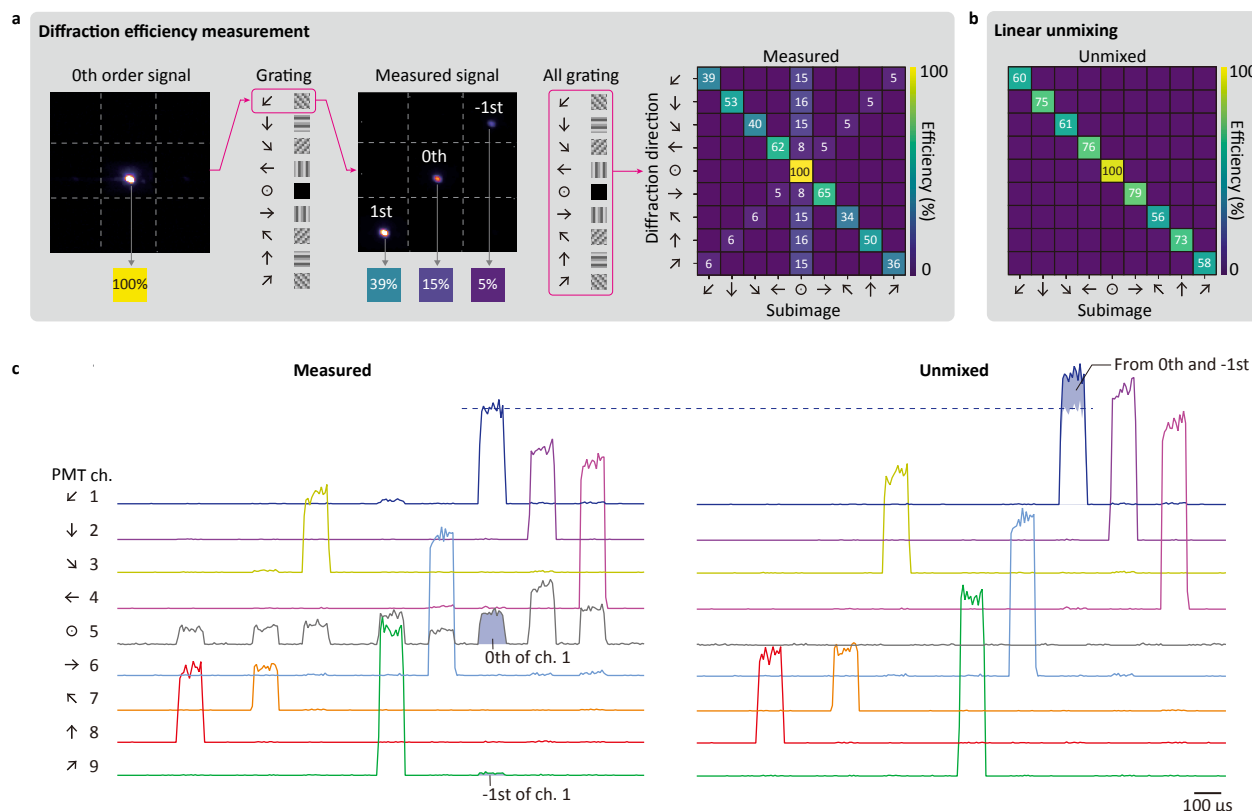 a
Diffraction efficiency measurement
0th order signal
Grating
Measured signal
All grating
Measured
↙
↓
↘
←
⊙
→
↖
↑
↗
-1st
0th
1st
100%
39%
15%
5%
↙
↓
↘
←
⊙
→
↖
↑
↗
Diffraction direction
↙ 39 15 5
↓ 53 16 5
↘ 40 15 5
← 62 8 5
⊙ 100
→ 5 8 65
↖ 6 15 34
↑ 6 16 50
↗ 6 15 36
↙ ↓ ↘ ← ⊙ → ↖ ↑ ↗
Subimage
100
Efficiency (%)
0
b
Linear unmixing
Unmixed
60
75
61
76
100
79
56
73
58
↙ ↓ ↘ ← ⊙ → ↖ ↑ ↗
Subimage
100
Efficiency (%)
0
c
Measured
Unmixed
From 0th and -1st
PMT ch.
↙ 1
↓ 2
↘ 3
← 4
⊙ 5
→ 6
↖ 7
↑ 8
↗ 9
0th of ch. 1
-1st of ch. 1
100 µs